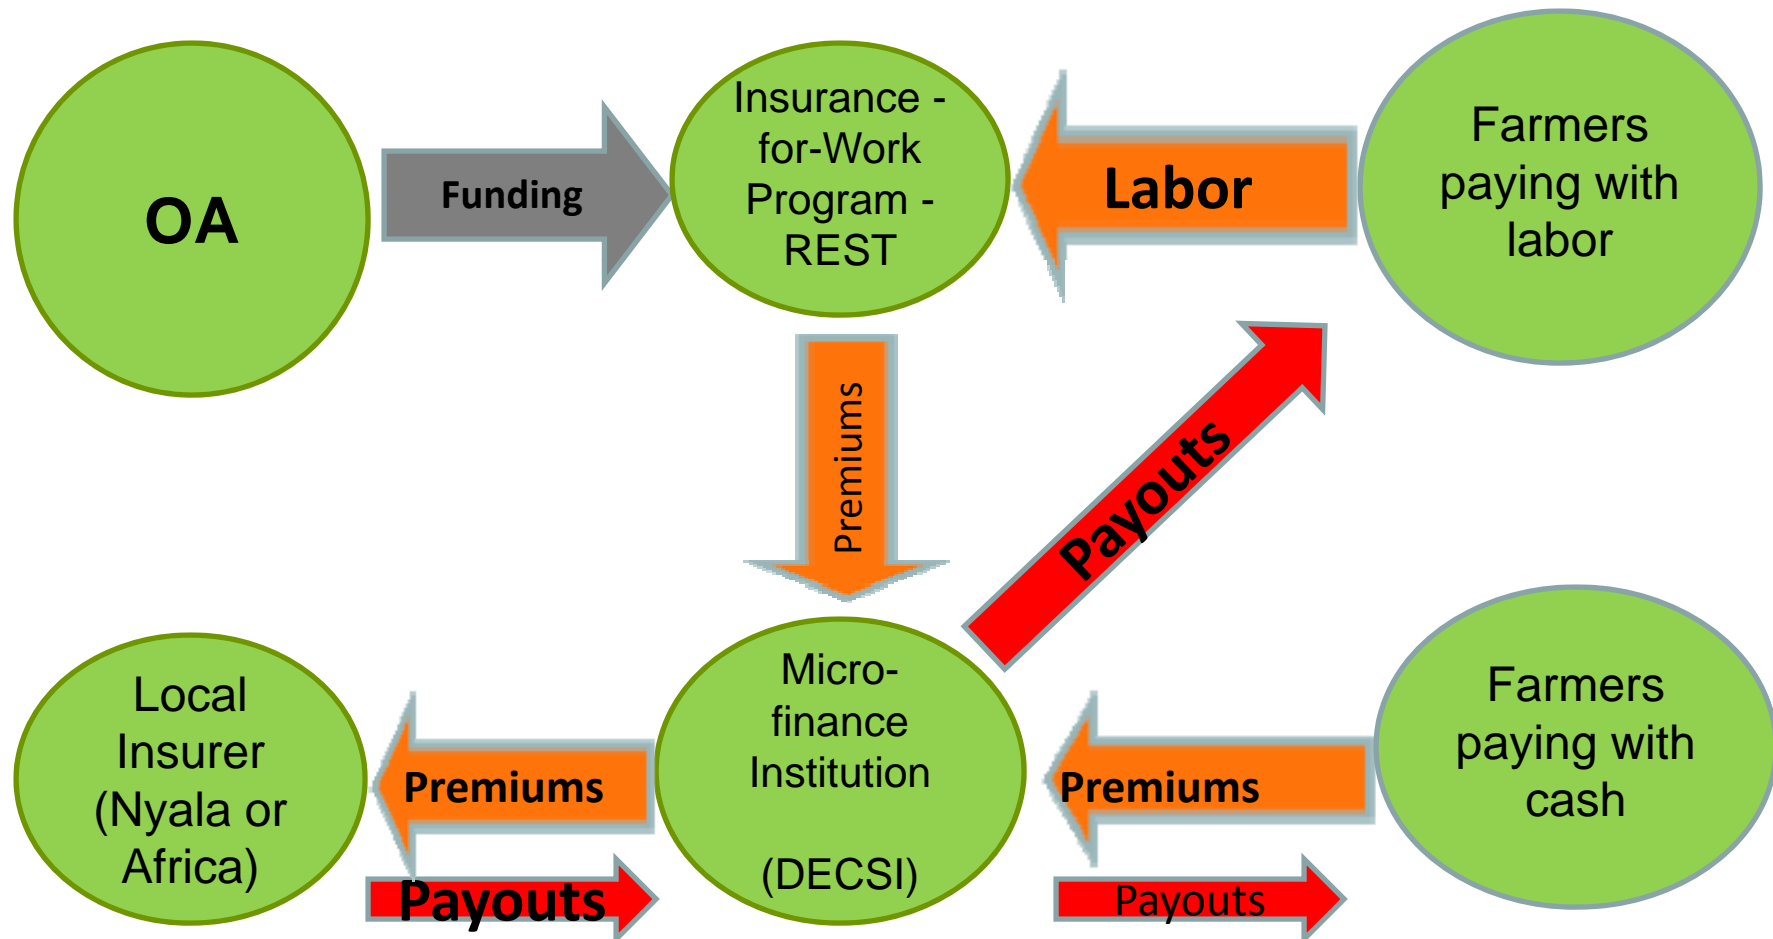 OA
Funding
Insurance -
for-Work
Program -
REST
Labor
Farmers
paying with
labor
Premiums
Payouts
Local
Insurer
(Nyala or
Africa)
Premiums
Payouts
Micro-
finance
Institution
(DECSI)
Premiums
Payouts
Farmers
paying with
cash